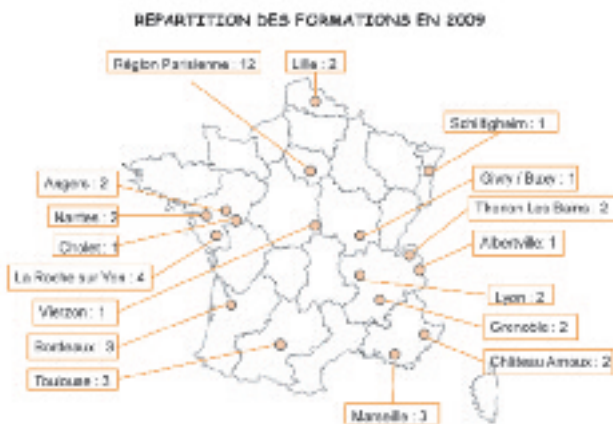 RÉPARTITION DES FORMATIONS EN 2009
Région Parisienne : 12
Lille : 2
Schiltigheim : 1
Angers : 2
Givry / Buxy : 1
Nantes : 2
Thonon Les Bains : 2
Cholet : 1
Albertville : 1
La Roche sur Yon : 4
Lyon : 2
Vierzon : 1
Grenoble : 2
Bordeaux : 3
Château Arnoux : 2
Toulouse : 3
Marseille : 3